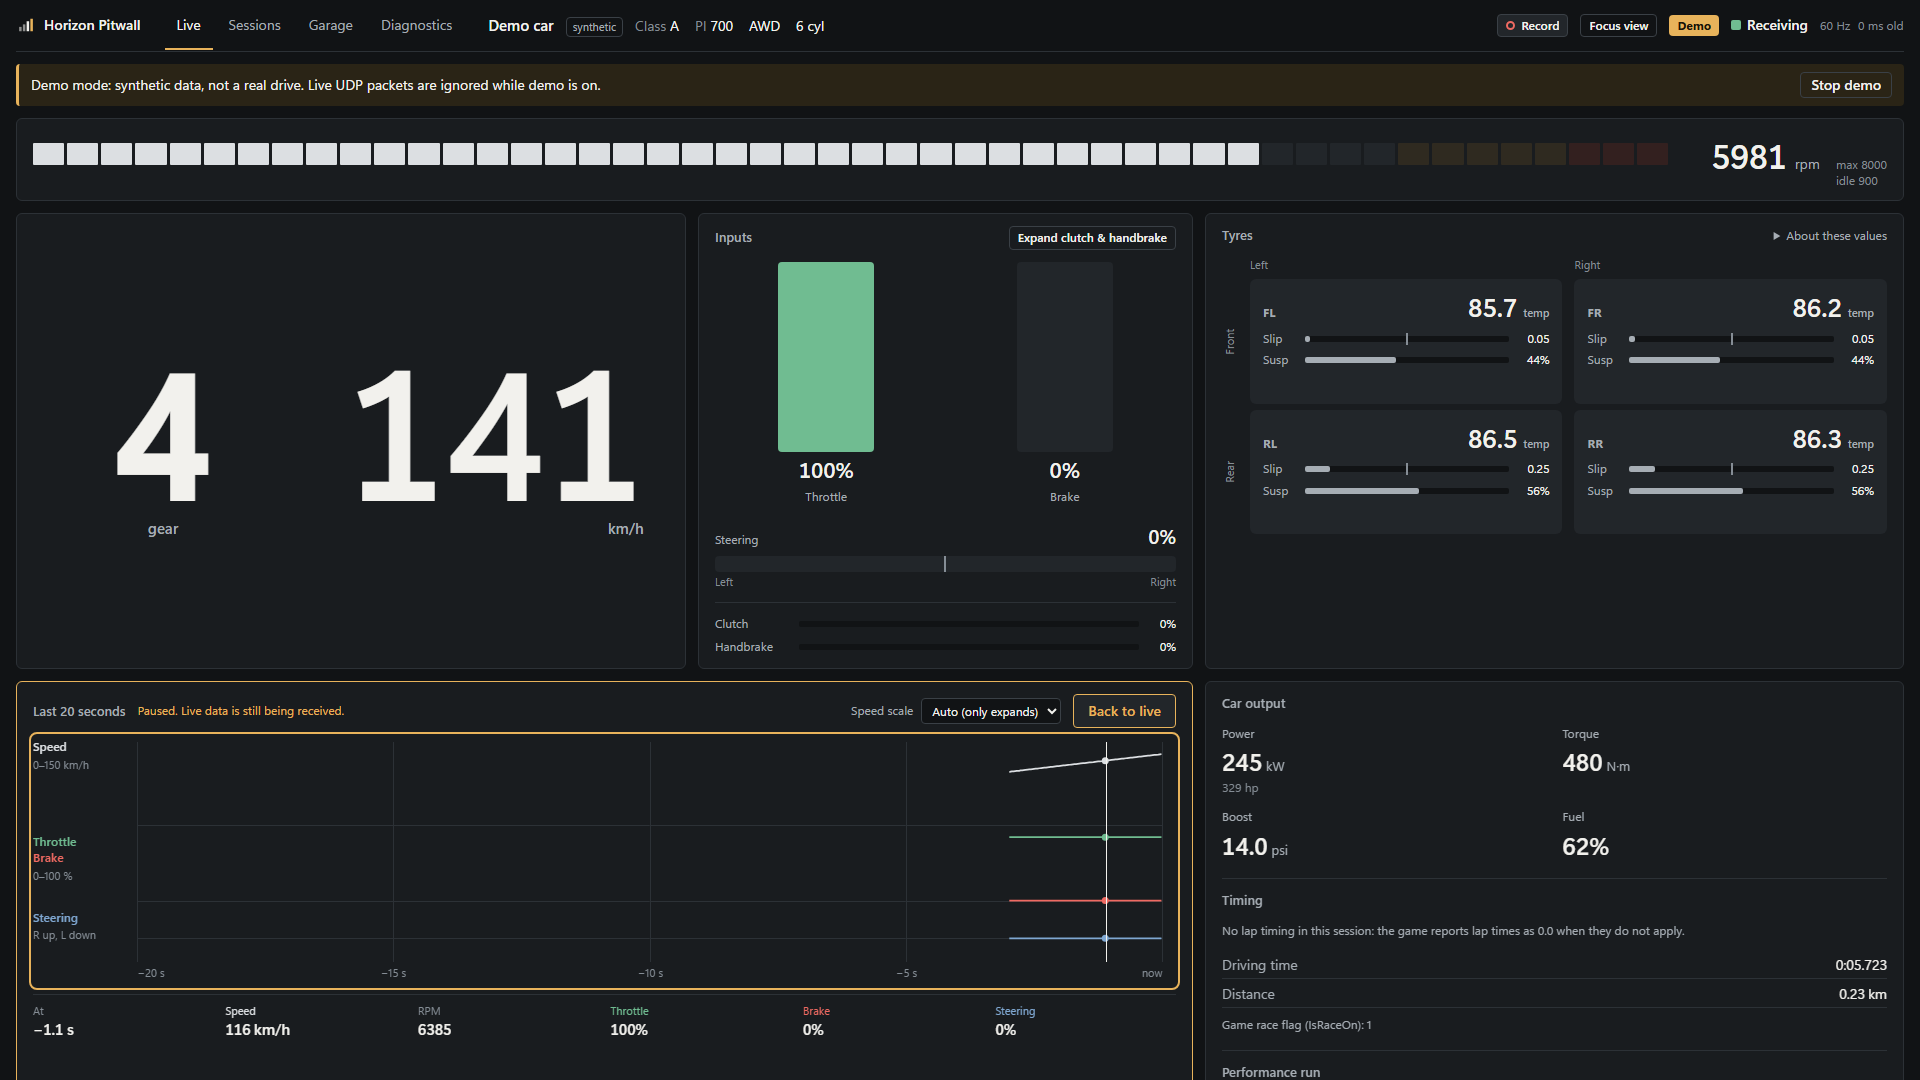 Horizon Pitwall
Live
Sessions
Garage
Diagnostics
Demo car
synthetic
Class A
PI 700
AWD
6 cyl
Record
Focus view
Demo
Receiving
60 Hz
0 ms old
Demo mode: synthetic data, not a real drive. Live UDP packets are ignored while demo is on.
Stop demo
5981 rpm
max 8000
idle 900
4
gear
141
km/h
Inputs
Expand clutch & handbrake
100%
Throttle
0%
Brake
Steering
0%
Left
Right
Clutch
0%
Handbrake
0%
Tyres
About these values
Left
Right
Front
FL
85.7 temp
Slip
0.05
Susp
44%
FR
86.2 temp
Slip
0.05
Susp
44%
Rear
RL
86.5 temp
Slip
0.25
Susp
56%
RR
86.3 temp
Slip
0.25
Susp
56%
Last 20 seconds
Paused. Live data is still being received.
Speed scale
Auto (only expands)
Back to live
Speed
0–150 km/h
Throttle
Brake
0–100 %
Steering
R up, L down
−20 s
−15 s
−10 s
−5 s
now
At
−1.1 s
Speed
116 km/h
RPM
6385
Throttle
100%
Brake
0%
Steering
0%
Car output
Power
245 kW
329 hp
Torque
480 N·m
Boost
14.0 psi
Fuel
62%
Timing
No lap timing in this session: the game reports lap times as 0.0 when they do not apply.
Driving time
0:05.723
Distance
0.23 km
Game race flag (IsRaceOn): 1
Performance run